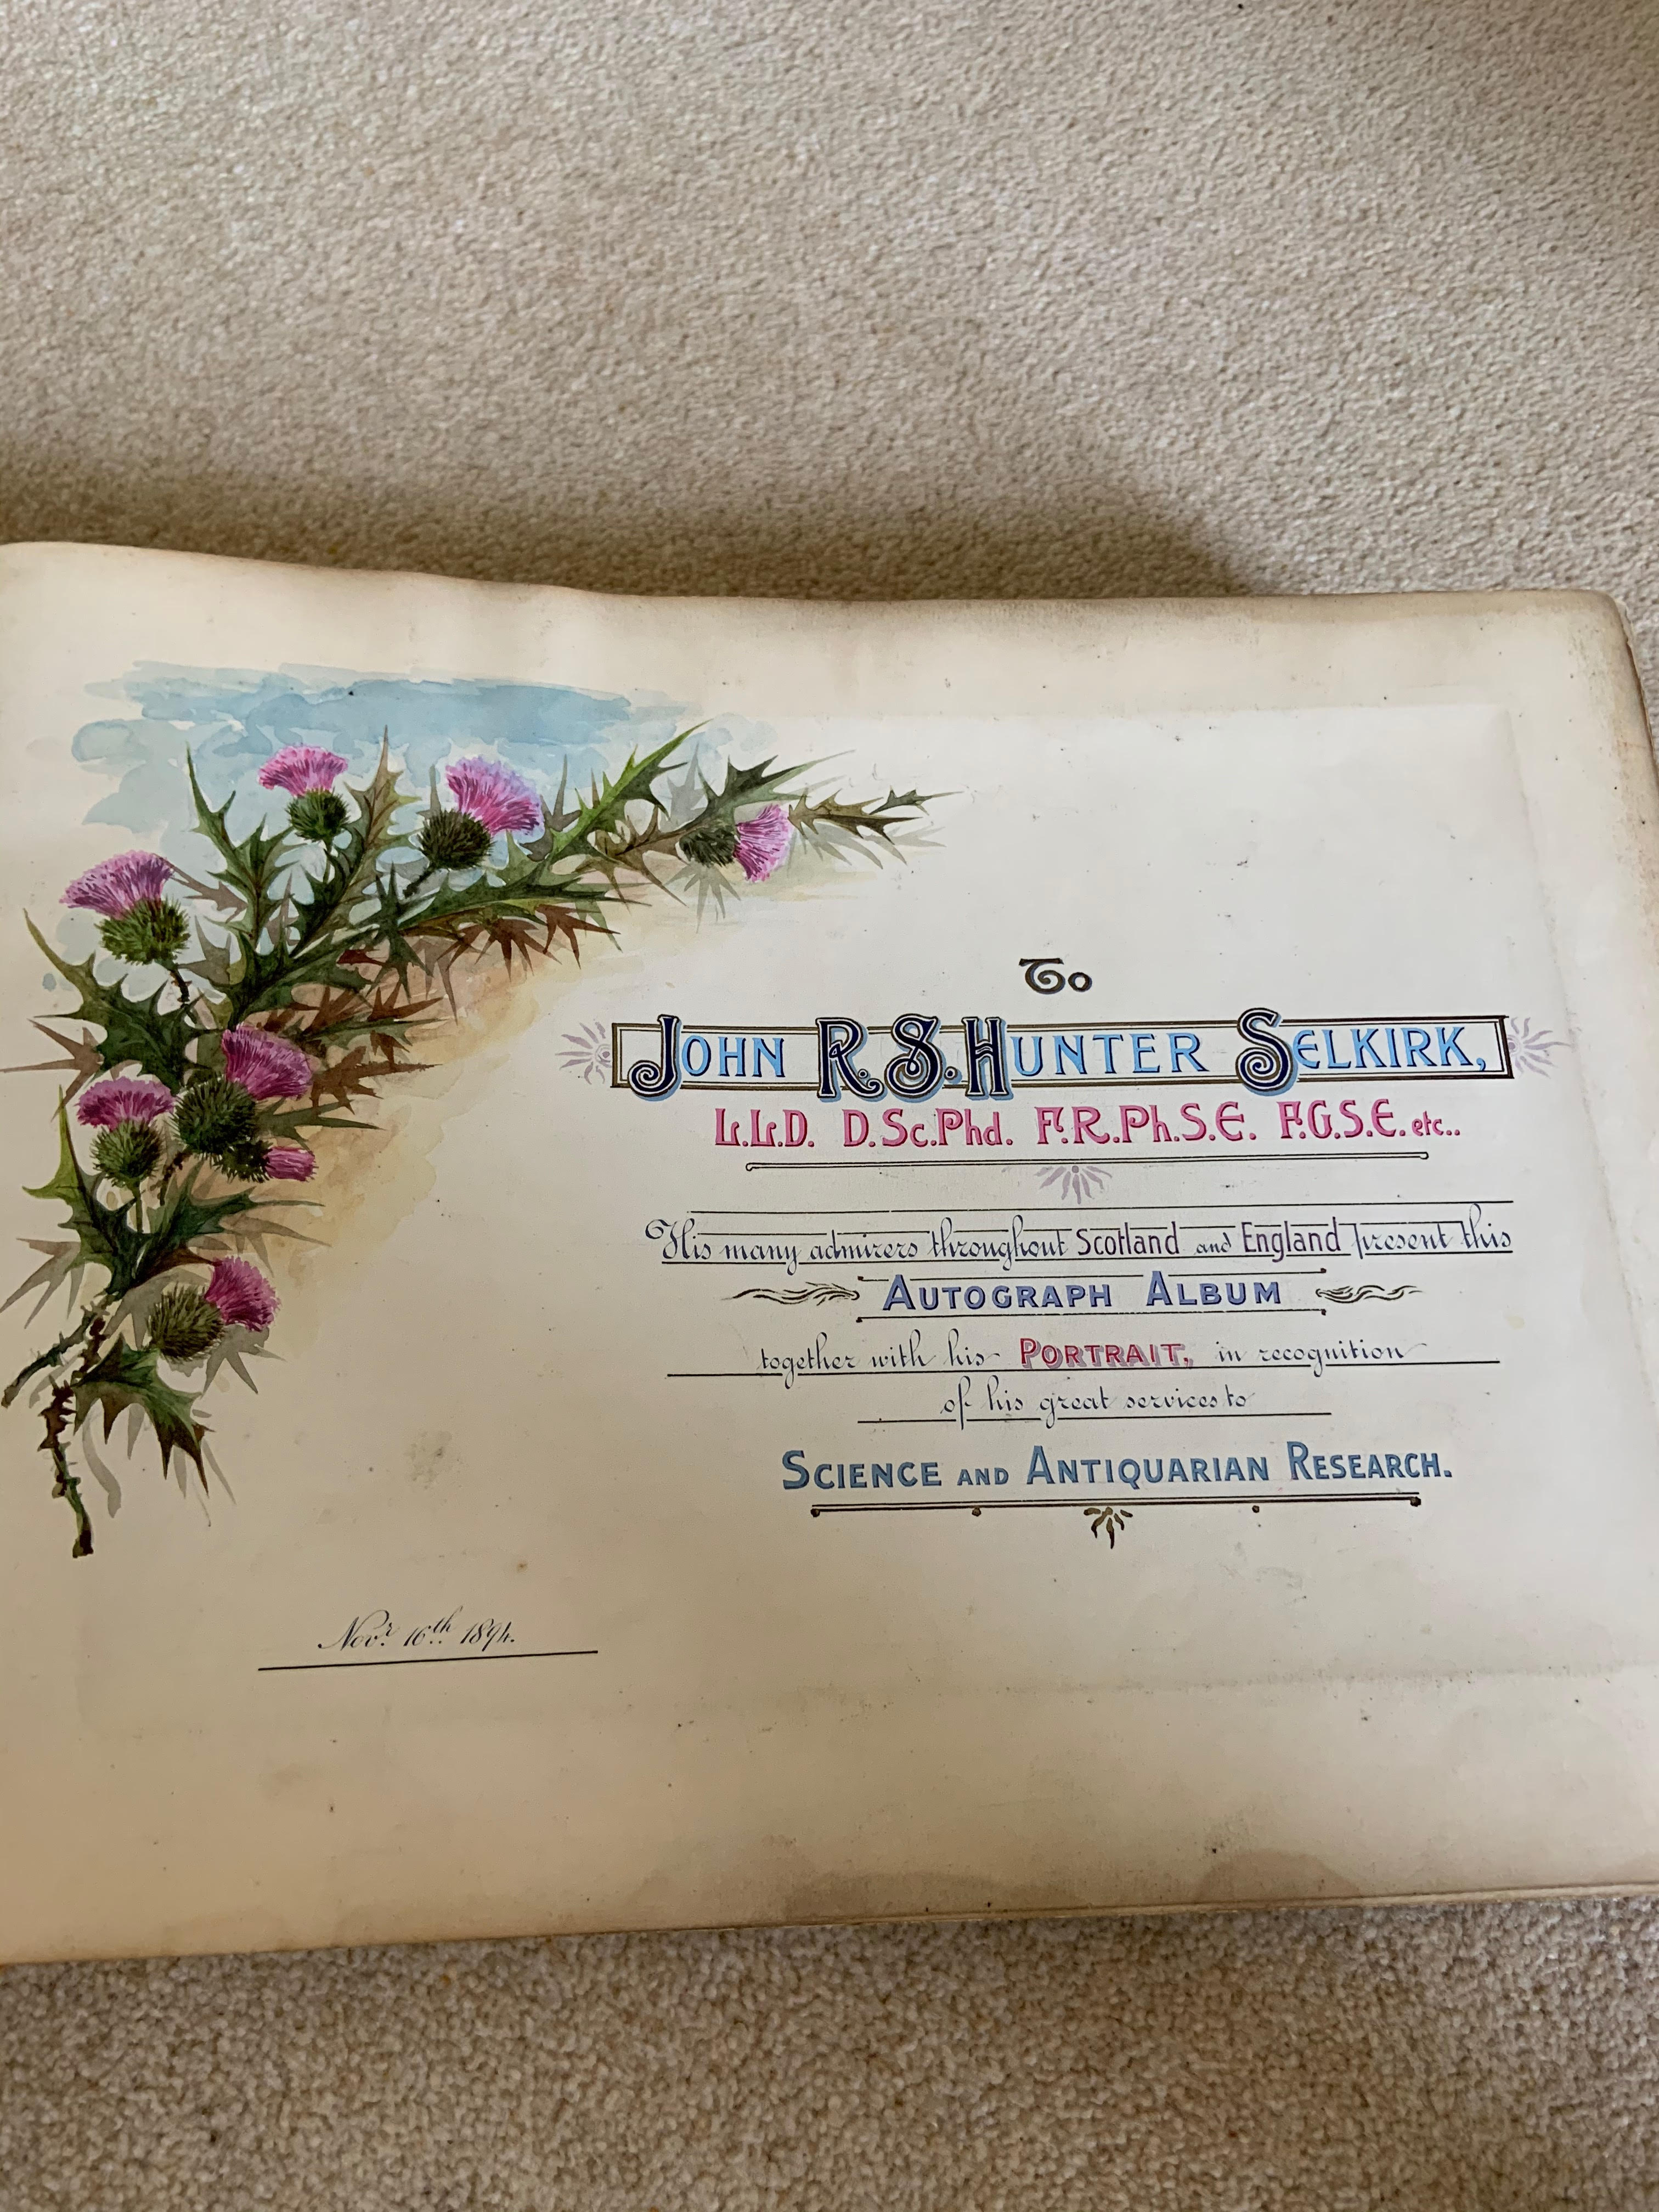 To
JOHN R.S. HUNTER SELKIRK,
L.L.D. D.Sc.Phd. F.R.Ph.S.E. F.G.S.E. etc..
His many admirers throughout Scotland and England present this
AUTOGRAPH ALBUM
together with his PORTRAIT, in recognition
of his great services to
SCIENCE AND ANTIQUARIAN RESEARCH.
Novr. 16th. 1894.